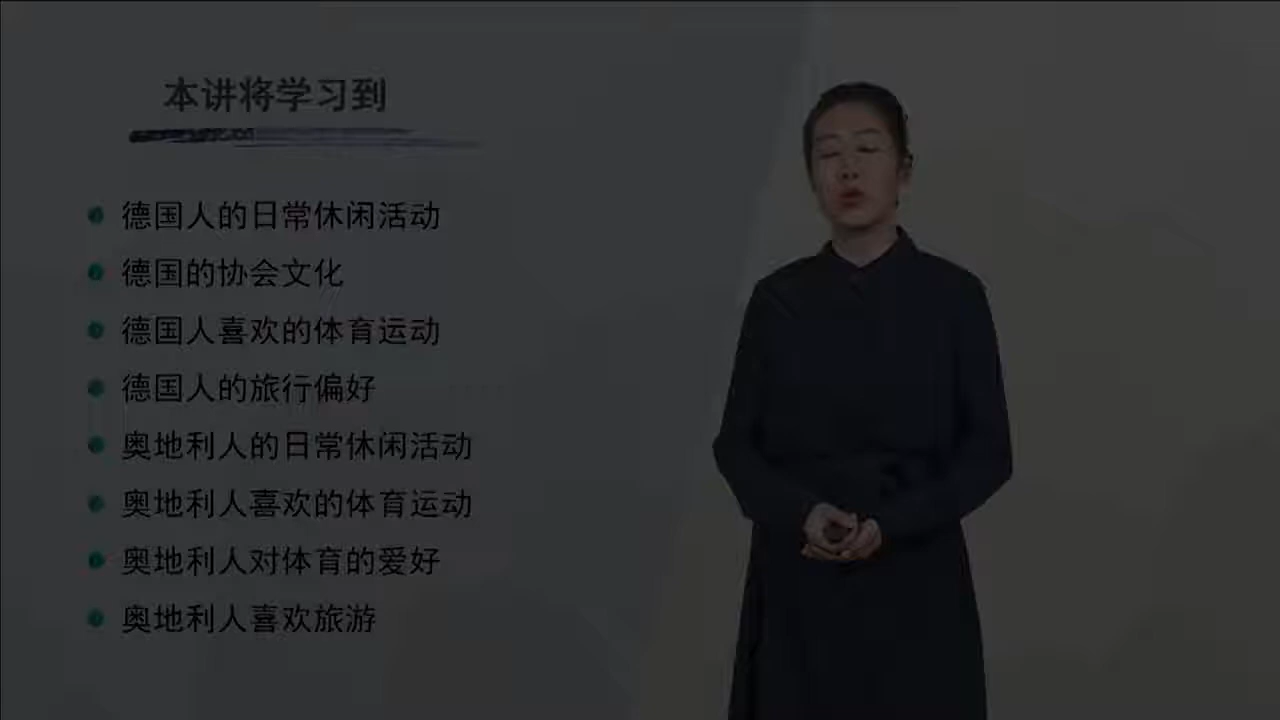 本讲将学习到
德国人的日常休闲活动
德国的协会文化
德国人喜欢的体育运动
德国人的旅行偏好
奥地利人的日常休闲活动
奥地利人喜欢的体育运动
奥地利人对体育的爱好
奥地利人喜欢旅游